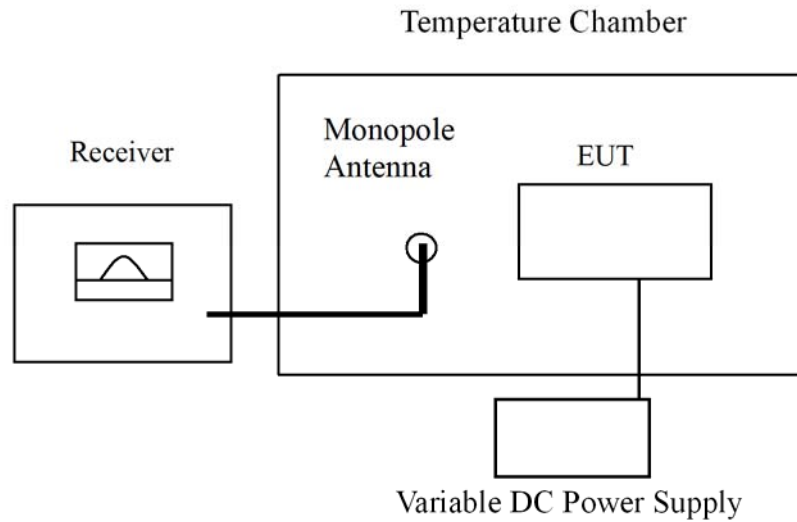 Temperature Chamber
Monopole
Antenna
EUT
Receiver
Variable DC Power Supply